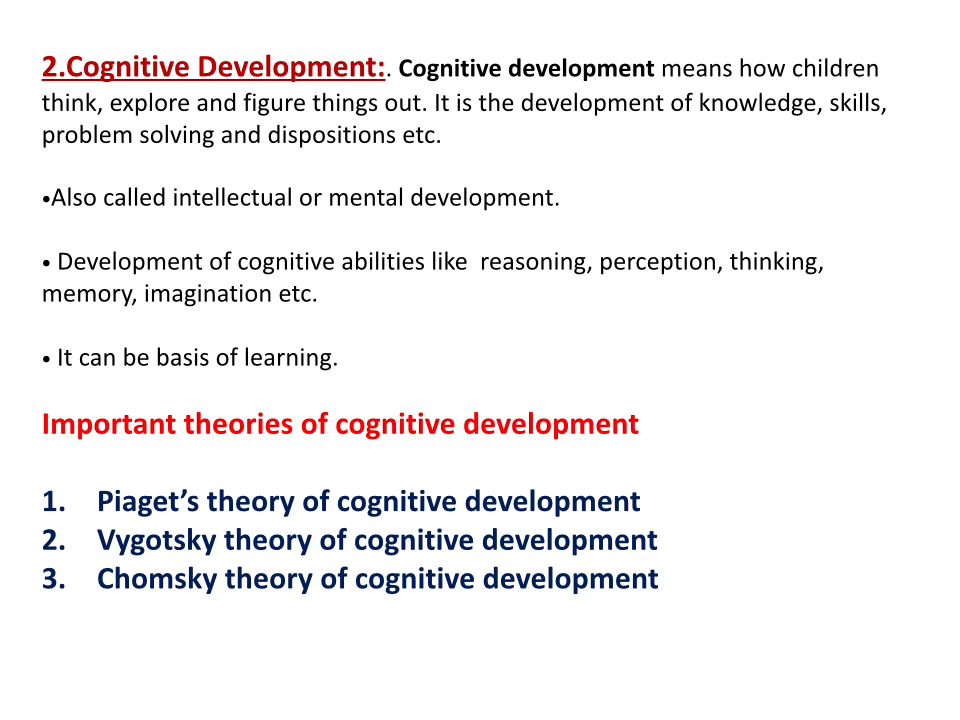 2.Cognitive Development:. Cognitive development means how children
think, explore and figure things out. It is the development of knowledge, skills,
problem solving and dispositions etc.
•Also called intellectual or mental development.
• Development of cognitive abilities like  reasoning, perception, thinking,
memory, imagination etc.
• It can be basis of learning.
Important theories of cognitive development
1. Piaget’s theory of cognitive development
2. Vygotsky theory of cognitive development
3. Chomsky theory of cognitive development